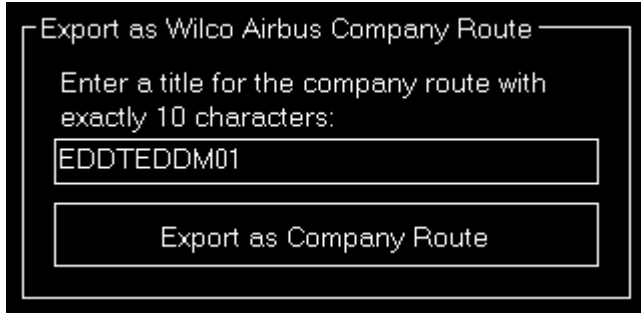 Export as Wilco Airbus Company Route
Enter a title for the company route with
exactly 10 characters:
EDDTEDDM01
Export as Company Route